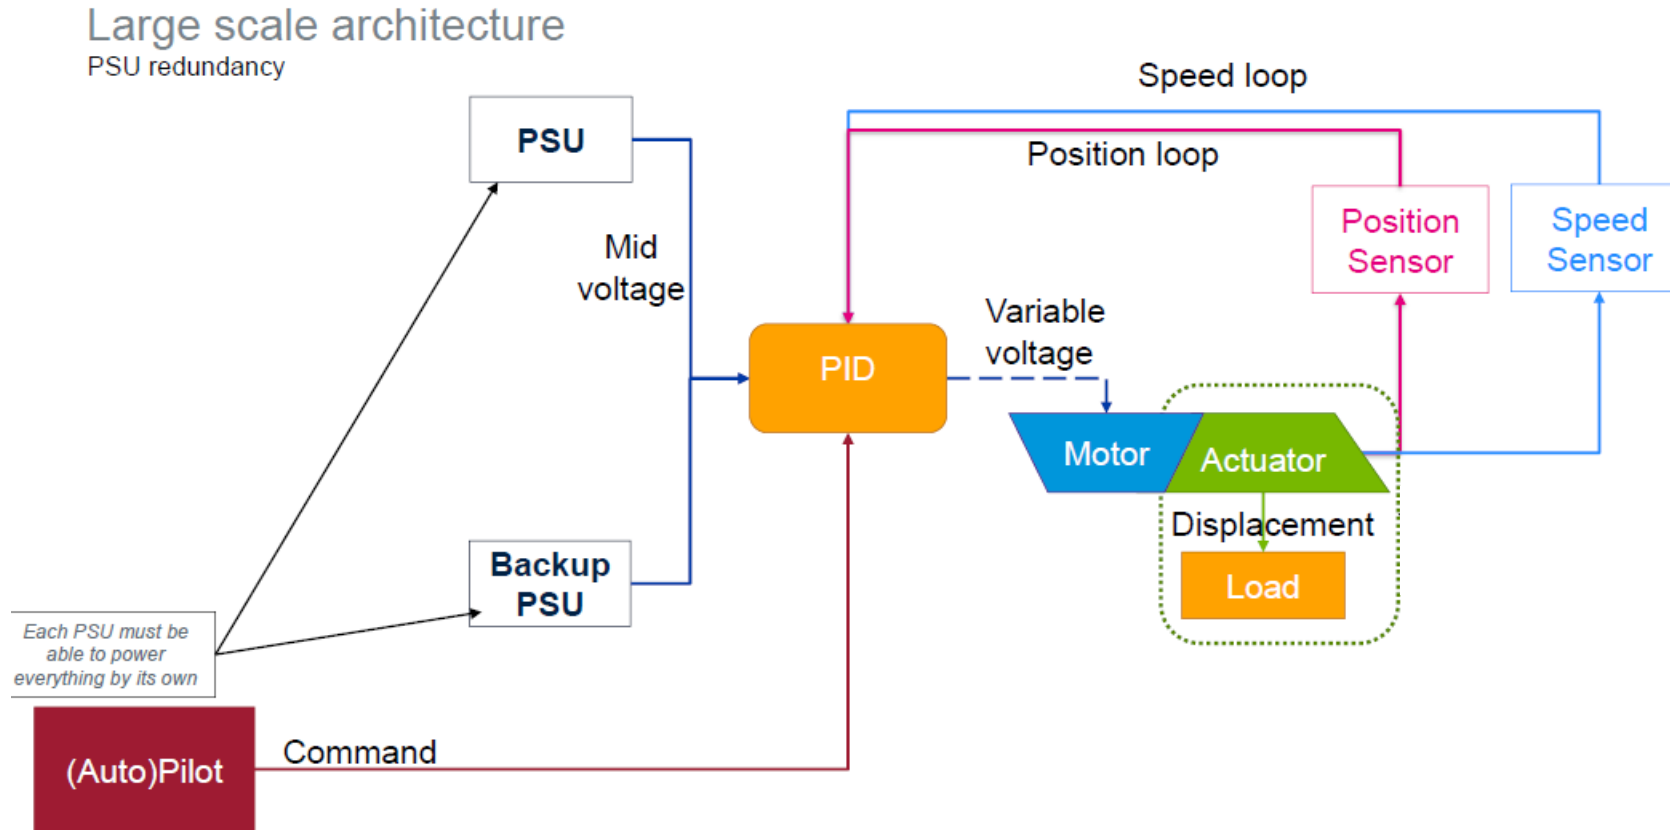 Large scale architecture
PSU redundancy
Speed loop
PSU
Position loop
Position
Sensor
Speed
Sensor
Mid
voltage
Variable
voltage
PID
Motor
Actuator
Displacement
Backup
PSU
Load
Each PSU must be
able to power
everything by its own
Command
(Auto)Pilot